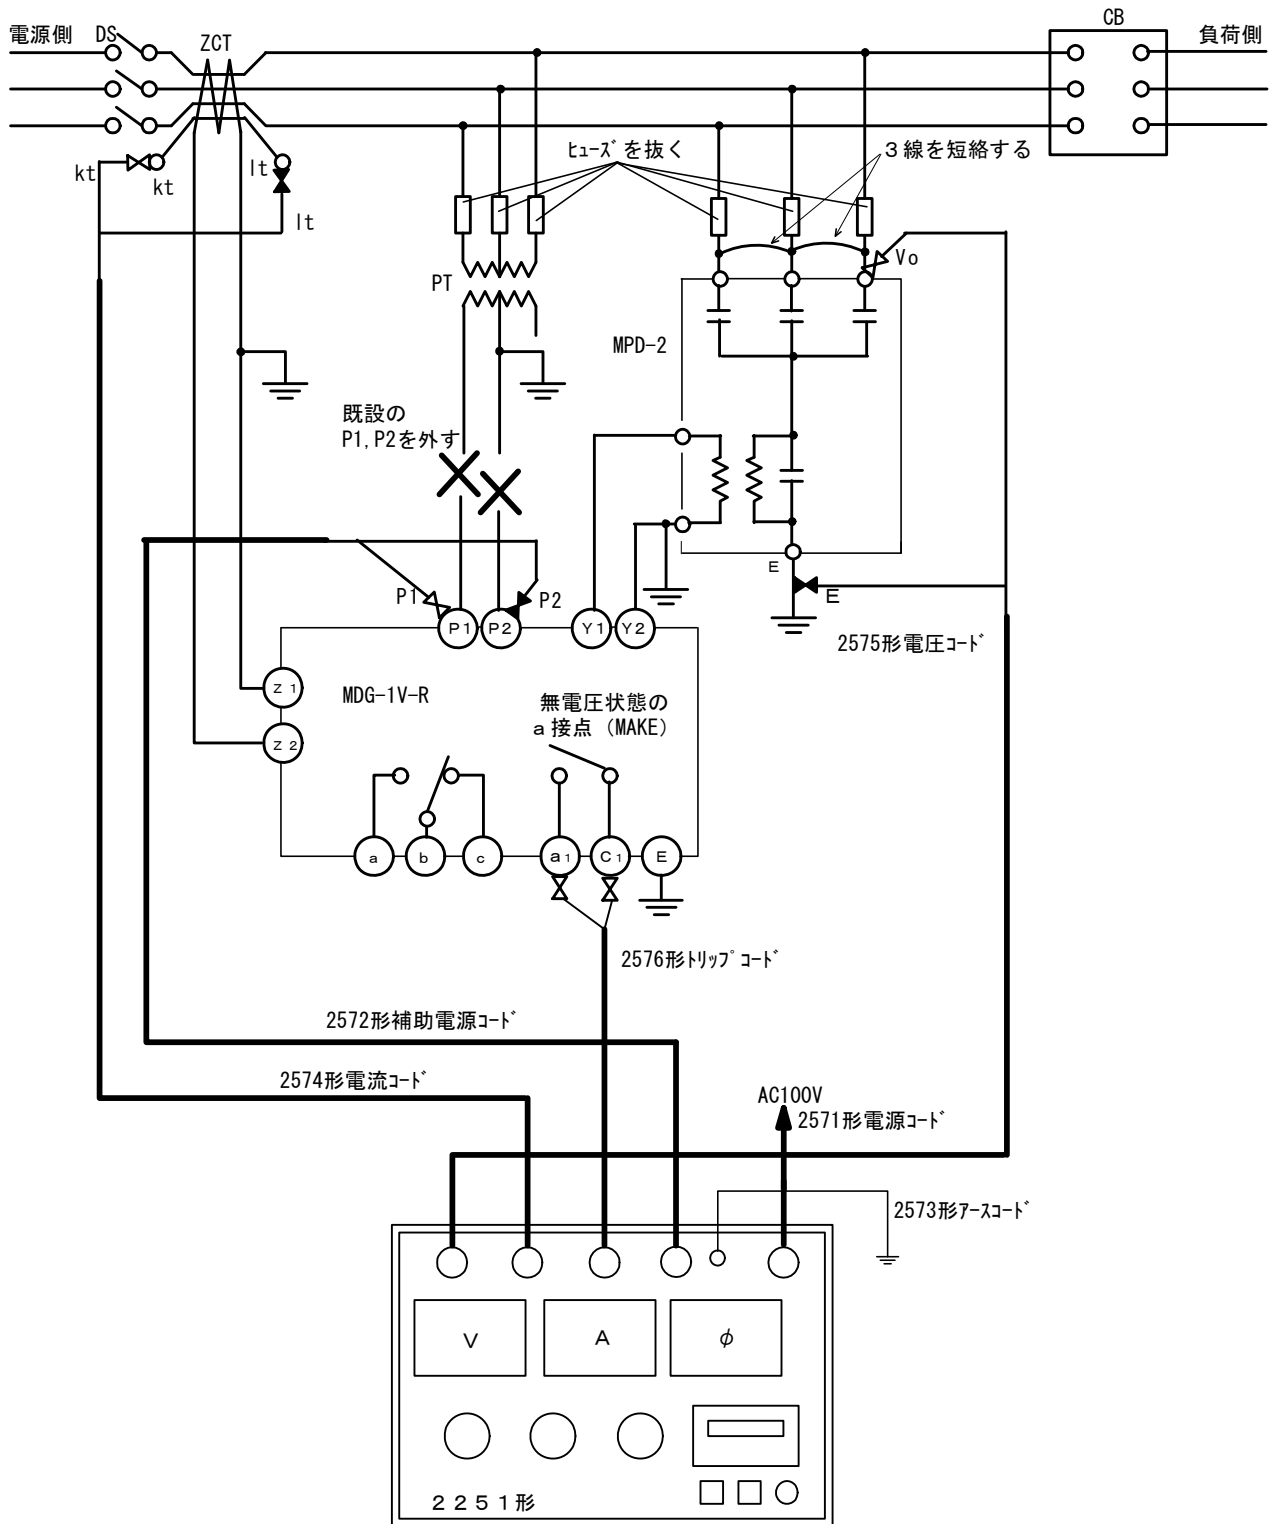 電源側 DS ZCT CB 負荷側
ﾋｭｰｽﾞを抜く
3線を短絡する
kt
kt
lt
lt
Vo
PT
MPD-2
既設の
P1,P2を外す
P1
P2
E
E
2575形電圧ｺｰﾄﾞ
P1 P2 Y1 Y2
Z1
Z2
MDG-1V-R
無電圧状態の
a接点（MAKE）
a b c a1 C1 E
2576形ﾄﾘｯﾌﾟｺｰﾄﾞ
2572形補助電源ｺｰﾄﾞ
2574形電流ｺｰﾄﾞ
AC100V
2571形電源ｺｰﾄﾞ
2573形ｱｰｽｺｰﾄﾞ
V A φ
2251形